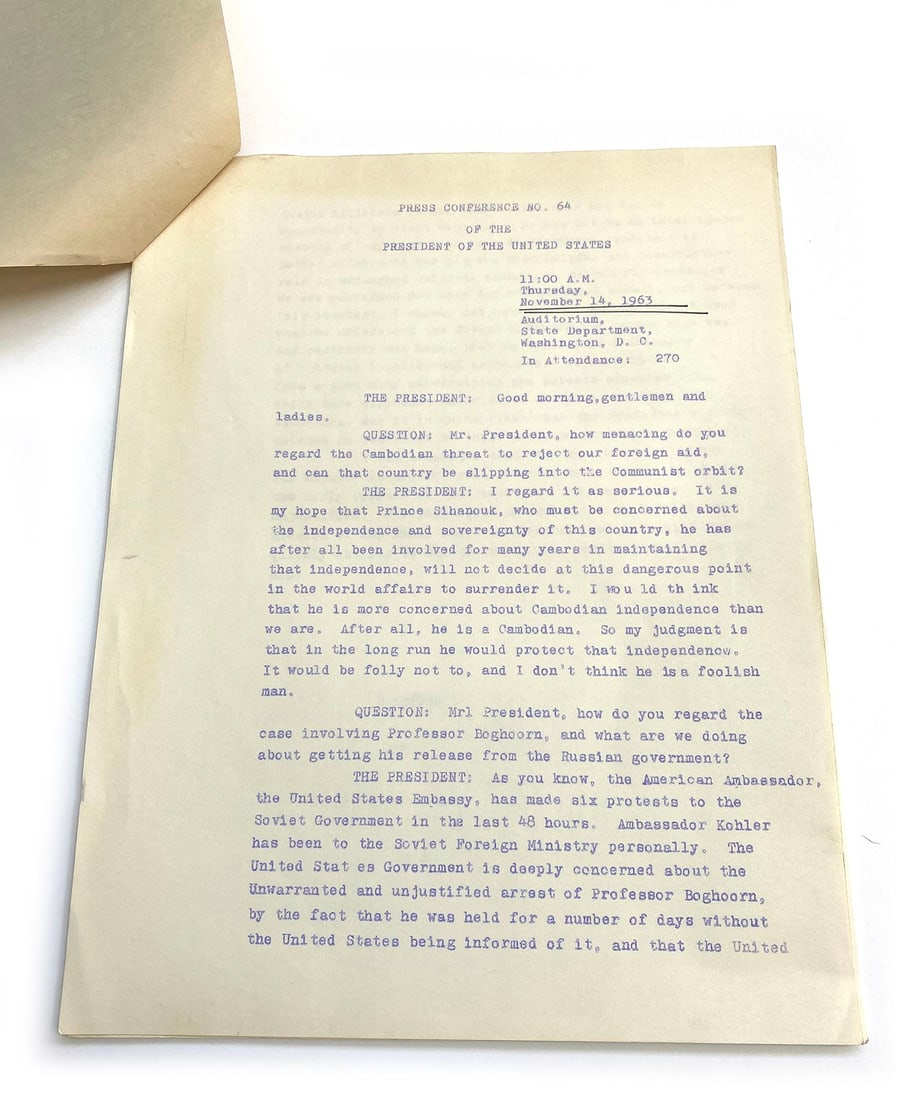 PRESS CONFERENCE NO. 64
OF THE
PRESIDENT OF THE UNITED STATES
11:00 A.M.
Thursday,
November 14, 1963
Auditorium,
State Department,
Washington, D. C.
In Attendance: 270
THE PRESIDENT: Good morning,gentlemen and
ladies.
QUESTION: Mr. President, how menacing do you
regard the Cambodian threat to reject our foreign aid,
and can that country be slipping into the Communist orbit?
THE PRESIDENT: I regard it as serious. It is
my hope that Prince Sihanouk, who must be concerned about
the independence and sovereignty of this country, he has
after all been involved for many years in maintaining
that independence, will not decide at this dangerous point
in the world affairs to surrender it. I wou ld th ink
that he is more concerned about Cambodian independence than
we are. After all, he is a Cambodian. So my judgment is
that in the long run he would protect that independence.
It would be folly not to, and I don't think he is a foolish
man.
QUESTION: Mrl President, how do you regard the
case involving Professor Boghoorn, and what are we doing
about getting his release from the Russian government?
THE PRESIDENT: As you know, the American Ambassador,
the United States Embassy, has made six protests to the
Soviet Government in the last 48 hours. Ambassador Kohler
has been to the Soviet Foreign Ministry personally. The
United Stat es Government is deeply concerned about the
Unwarranted and unjustified arrest of Professor Boghoorn,
by the fact that he was held for a number of days without
the United States being informed of it, and that the United